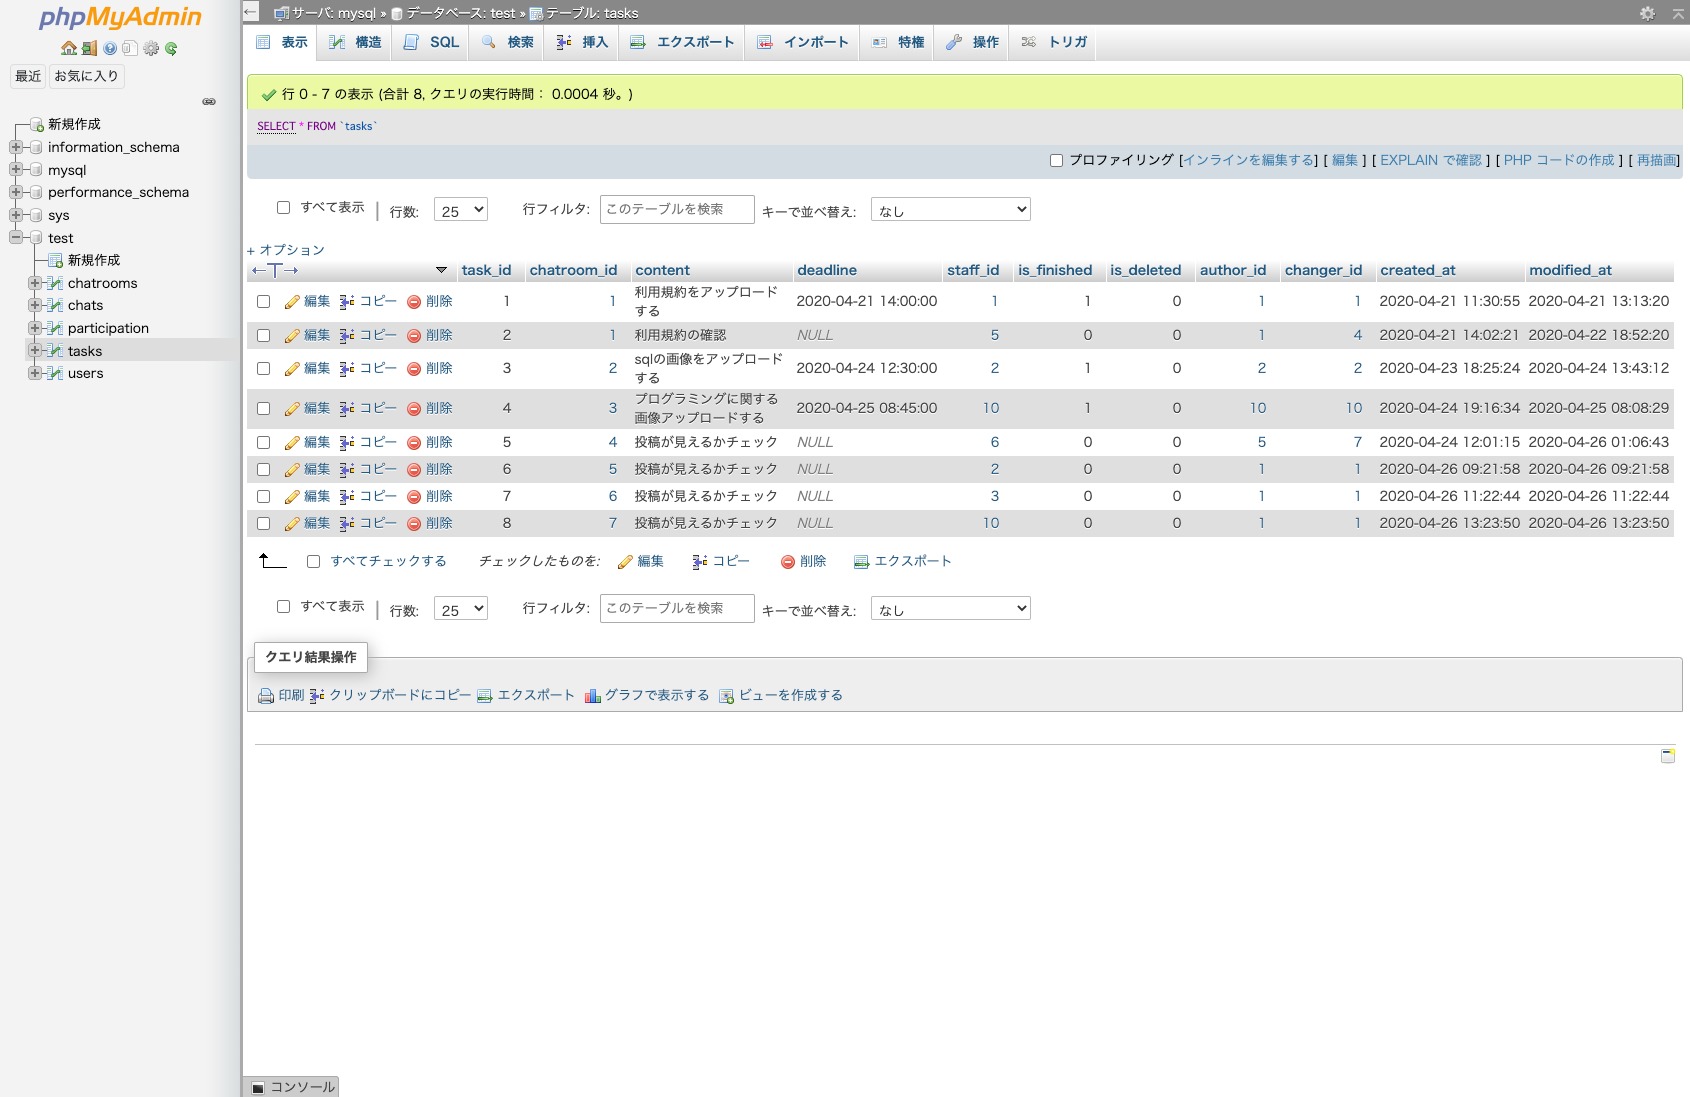 phpMyAdmin
最近 お気に入り
新規作成
information_schema
mysql
performance_schema
sys
test
新規作成
chatrooms
chats
participation
tasks
users
サーバ: mysql » データベース: test » テーブル: tasks
表示 構造 SQL 検索 挿入 エクスポート インポート 特権 操作 トリガ
行 0 - 7 の表示 (合計 8, クエリの実行時間： 0.0004 秒。)
SELECT * FROM `tasks`
プロファイリング [インラインを編集する] [ 編集 ] [ EXPLAIN で確認 ] [ PHP コードの作成 ] [ 再描画]
すべて表示 | 行数: 25 行フィルタ: このテーブルを検索 キーで並べ替え: なし
+ オプション
←T→ task_id chatroom_id content deadline staff_id is_finished is_deleted author_id changer_id created_at modified_at
編集 コピー 削除 1 1 利用規約をアップロードする 2020-04-21 14:00:00 1 1 0 1 1 2020-04-21 11:30:55 2020-04-21 13:13:20
編集 コピー 削除 2 1 利用規約の確認 NULL 5 0 0 1 4 2020-04-21 14:02:21 2020-04-22 18:52:20
編集 コピー 削除 3 2 sqlの画像をアップロードする 2020-04-24 12:30:00 2 1 0 2 2 2020-04-23 18:25:24 2020-04-24 13:43:12
編集 コピー 削除 4 3 プログラミングに関する画像アップロードする 2020-04-25 08:45:00 10 1 0 10 10 2020-04-24 19:16:34 2020-04-25 08:08:29
編集 コピー 削除 5 4 投稿が見えるかチェック NULL 6 0 0 5 7 2020-04-24 12:01:15 2020-04-26 01:06:43
編集 コピー 削除 6 5 投稿が見えるかチェック NULL 2 0 0 1 1 2020-04-26 09:21:58 2020-04-26 09:21:58
編集 コピー 削除 7 6 投稿が見えるかチェック NULL 3 0 0 1 1 2020-04-26 11:22:44 2020-04-26 11:22:44
編集 コピー 削除 8 7 投稿が見えるかチェック NULL 10 0 0 1 1 2020-04-26 13:23:50 2020-04-26 13:23:50
すべてチェックする チェックしたものを: 編集 コピー 削除 エクスポート
すべて表示 | 行数: 25 行フィルタ: このテーブルを検索 キーで並べ替え: なし
クエリ結果操作
印刷 クリップボードにコピー エクスポート グラフで表示する ビューを作成する
コンソール